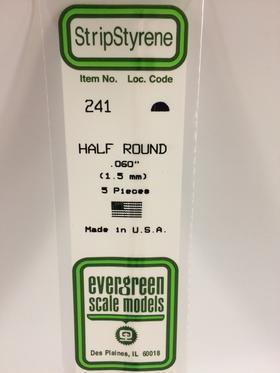 StripStyrene
Item No. Loc. Code
241
HALF ROUND
.060"
(1.5 mm)
5 Pieces
Made in U.S.A.
evergreen
scale models
Des Plaines, IL 60018